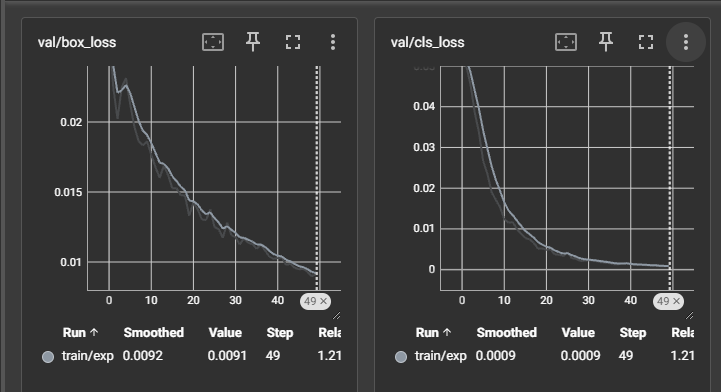 val/box_loss
0.02
0.015
0.01
0 10 20 30 40 49
Run ↑ Smoothed Value Step Rela
train/exp 0.0092 0.0091 49 1.21
val/cls_loss
0.04
0.03
0.02
0.01
0
0 10 20 30 40 49
Run ↑ Smoothed Value Step Rela
train/exp 0.0009 0.0009 49 1.21